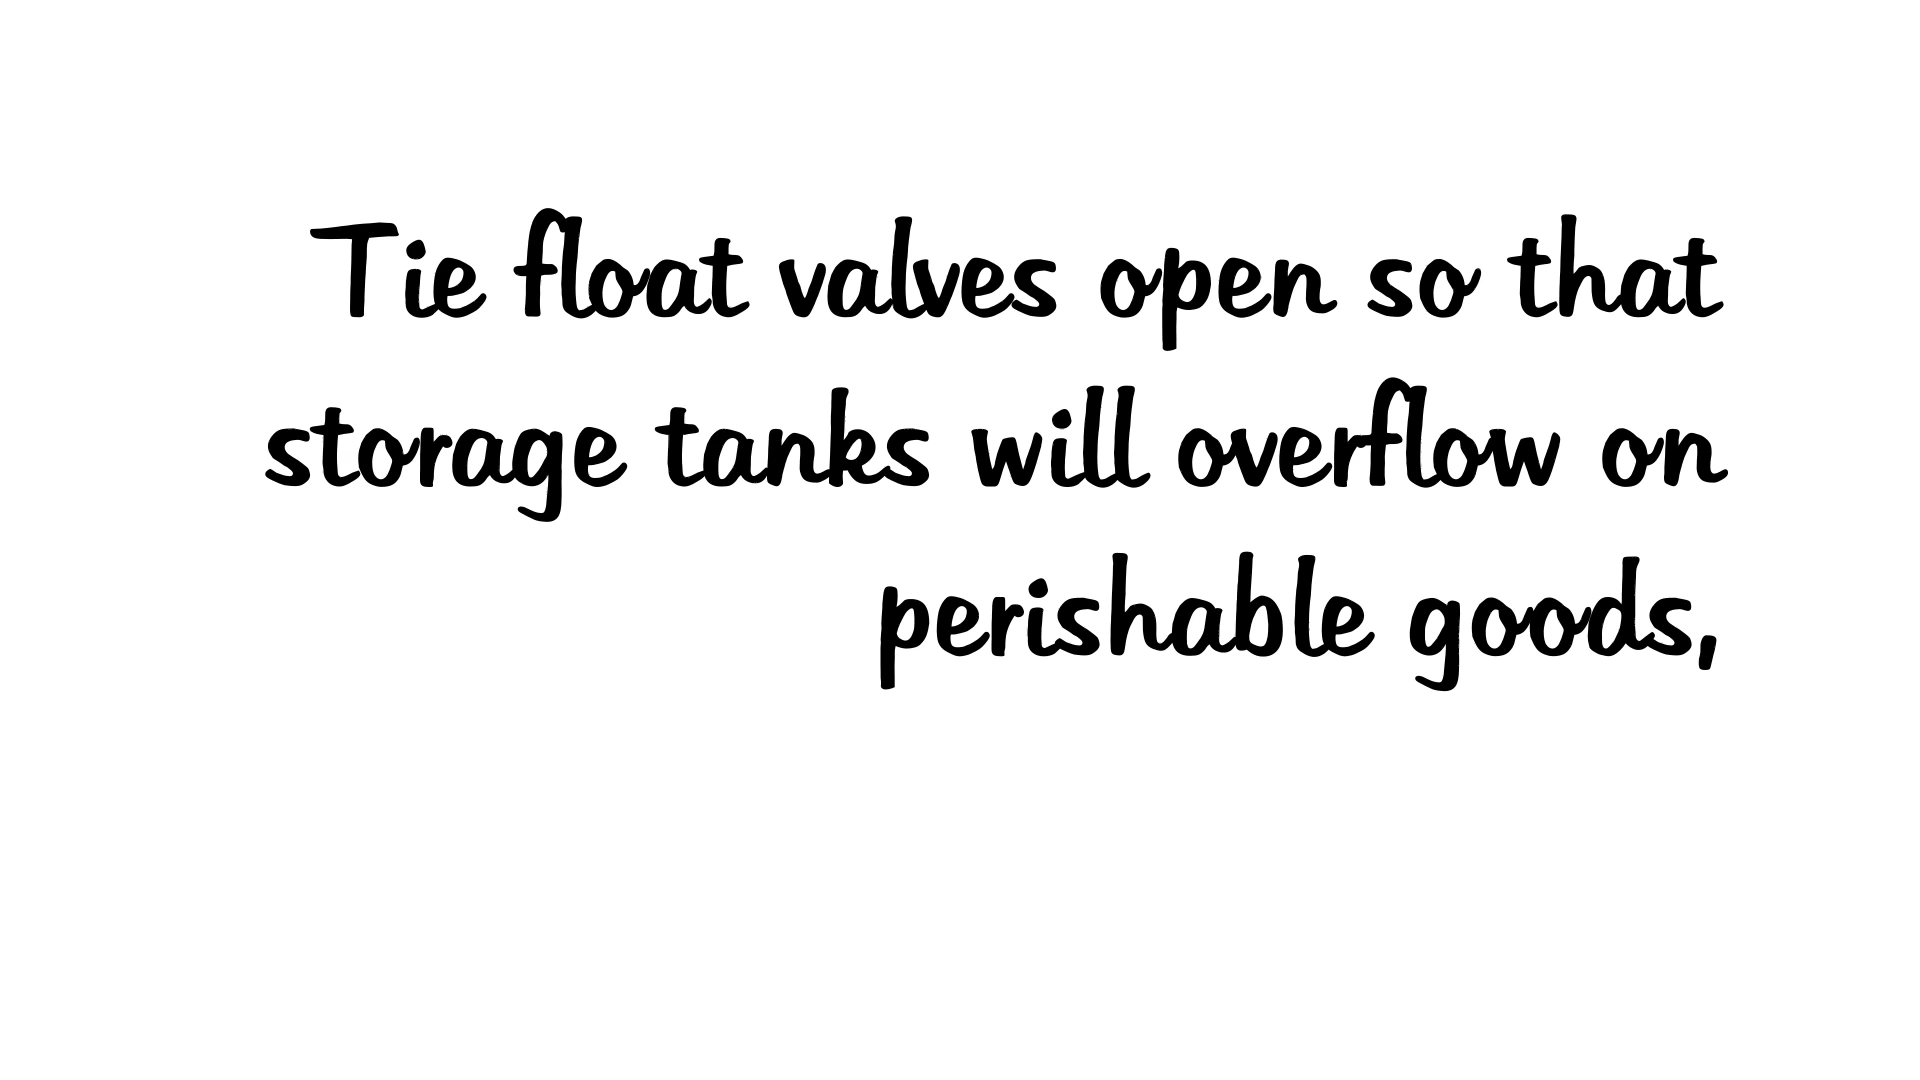 Tie float valves open so that
storage tanks will overflow on
perishable goods,